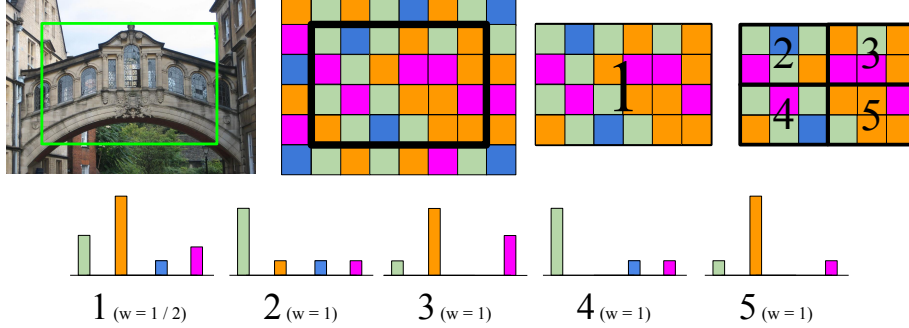 1
2 3
4 5
1 (w = 1 / 2) 2 (w = 1) 3 (w = 1) 4 (w = 1) 5 (w = 1)